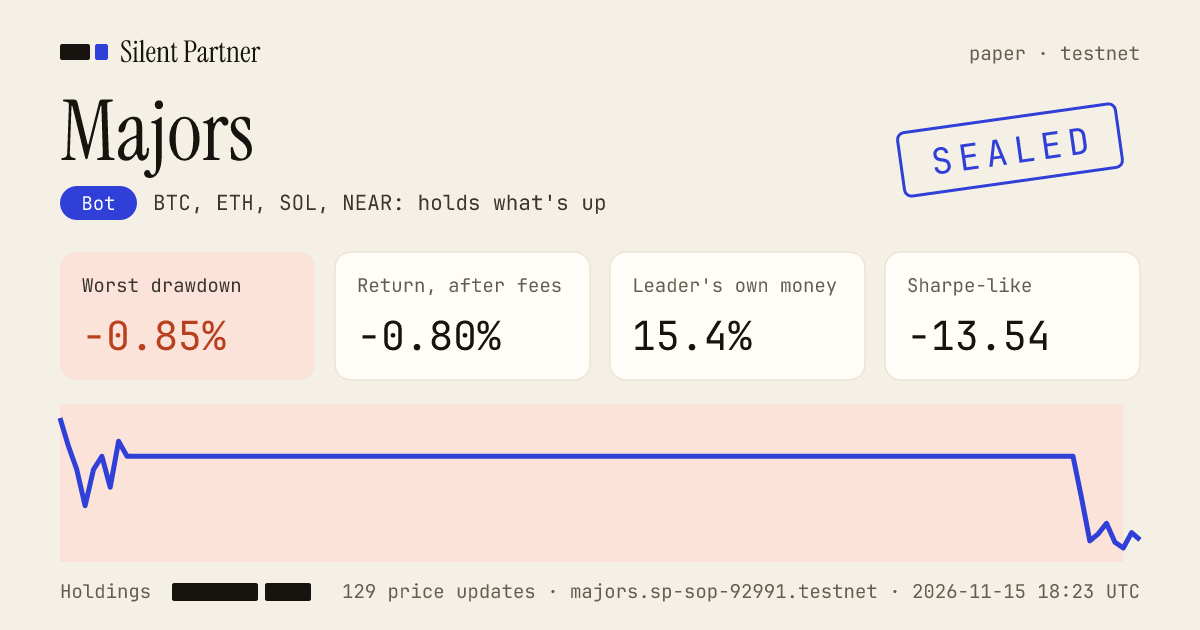 Silent Partner
paper · testnet
Majors
SEALED
Bot BTC, ETH, SOL, NEAR: holds what's up
Worst drawdown
-0.85%
Return, after fees
-0.80%
Leader's own money
15.4%
Sharpe-like
-13.54
Holdings
129 price updates · majors.sp-sop-92991.testnet · 2026-11-15 18:23 UTC